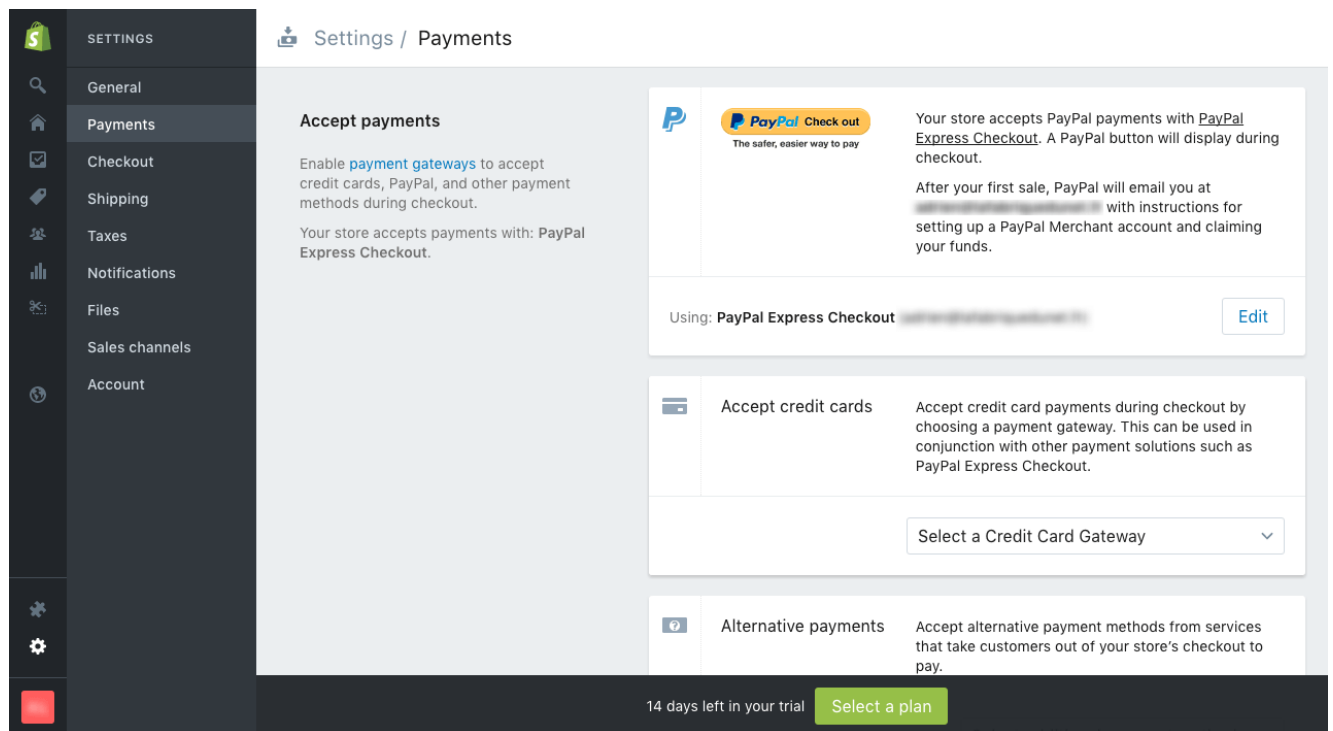 SETTINGS
General
Payments
Checkout
Shipping
Taxes
Notifications
Files
Sales channels
Account
Settings / Payments
Accept payments
Enable payment gateways to accept
credit cards, PayPal, and other payment
methods during checkout.
Your store accepts payments with: PayPal
Express Checkout.
PayPal Check out
The safer, easier way to pay
Your store accepts PayPal payments with PayPal
Express Checkout. A PayPal button will display during
checkout.
After your first sale, PayPal will email you at
with instructions for
setting up a PayPal Merchant account and claiming
your funds.
Using: PayPal Express Checkout
Edit
Accept credit cards
Accept credit card payments during checkout by
choosing a payment gateway. This can be used in
conjunction with other payment solutions such as
PayPal Express Checkout.
Select a Credit Card Gateway
Alternative payments
Accept alternative payment methods from services
that take customers out of your store's checkout to
pay.
14 days left in your trial
Select a plan